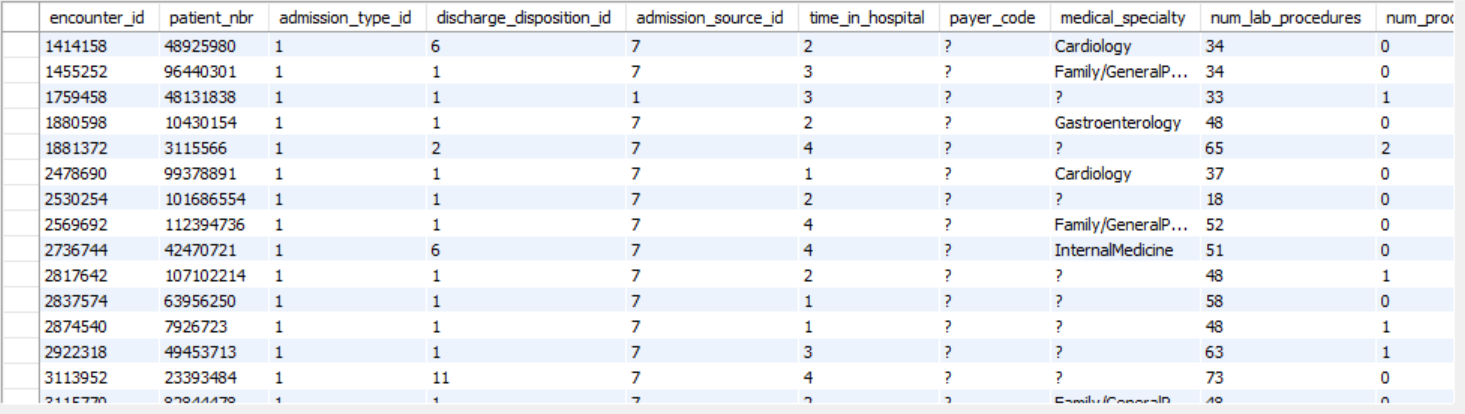 encounter_id patient_nbr admission_type_id discharge_disposition_id admission_source_id time_in_hospital payer_code medical_specialty num_lab_procedures num_proc
1414158 48925980 1 6 7 2 ? Cardiology 34 0
1455252 96440301 1 1 7 3 ? Family/GeneralP... 34 0
1759458 48131838 1 1 1 3 ? ? 33 1
1880598 10430154 1 1 7 2 ? Gastroenterology 48 0
1881372 3115566 1 2 7 4 ? ? 65 2
2478690 99378891 1 1 7 1 ? Cardiology 37 0
2530254 101686554 1 1 7 2 ? ? 18 0
2569692 112394736 1 1 7 4 ? Family/GeneralP... 52 0
2736744 42470721 1 6 7 4 ? InternalMedicine 51 0
2817642 107102214 1 1 7 2 ? ? 48 1
2837574 63956250 1 1 7 1 ? ? 58 0
2874540 7926723 1 1 7 1 ? ? 48 1
2922318 49453713 1 1 7 3 ? ? 63 1
3113952 23393484 1 11 7 4 ? ? 73 0
3115770 82844478 1 1 7 2 ? Family/GeneralP 48 0